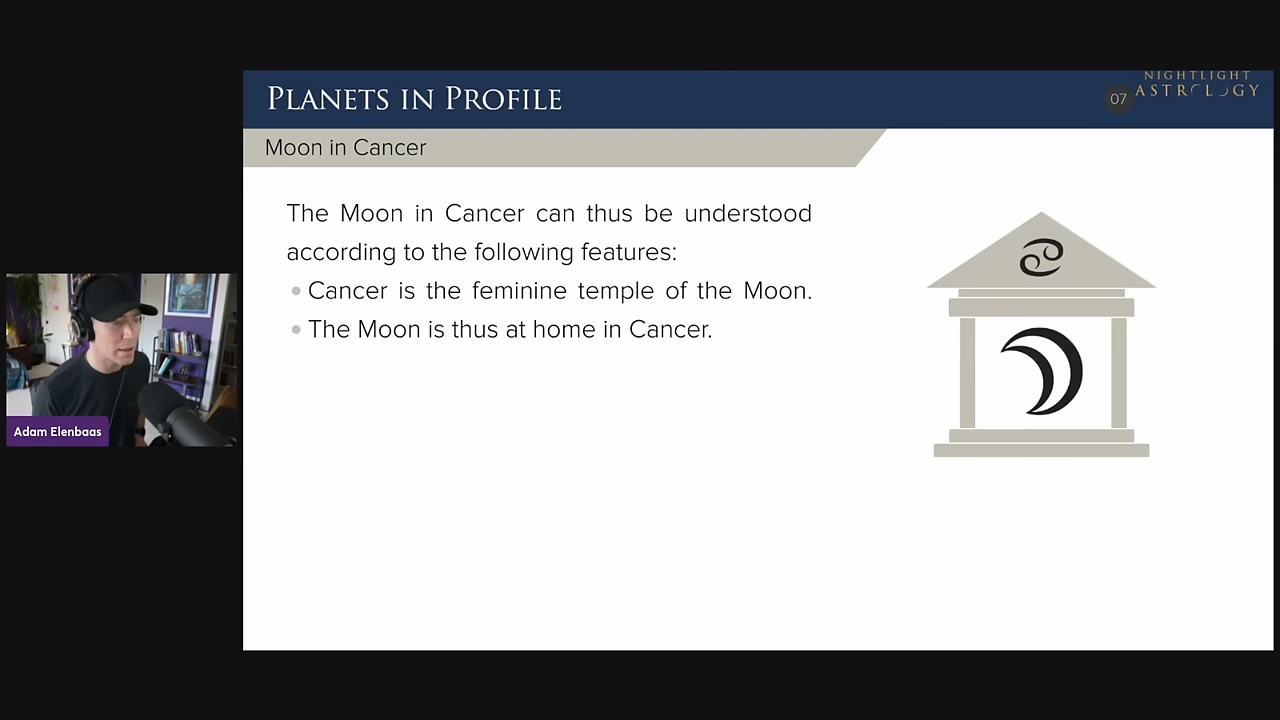 PLANETS IN PROFILE
07
NIGHTLIGHT
ASTROLOGY
Moon in Cancer
The Moon in Cancer can thus be understood
according to the following features:
• Cancer is the feminine temple of the Moon.
• The Moon is thus at home in Cancer.
Adam Elenbaas